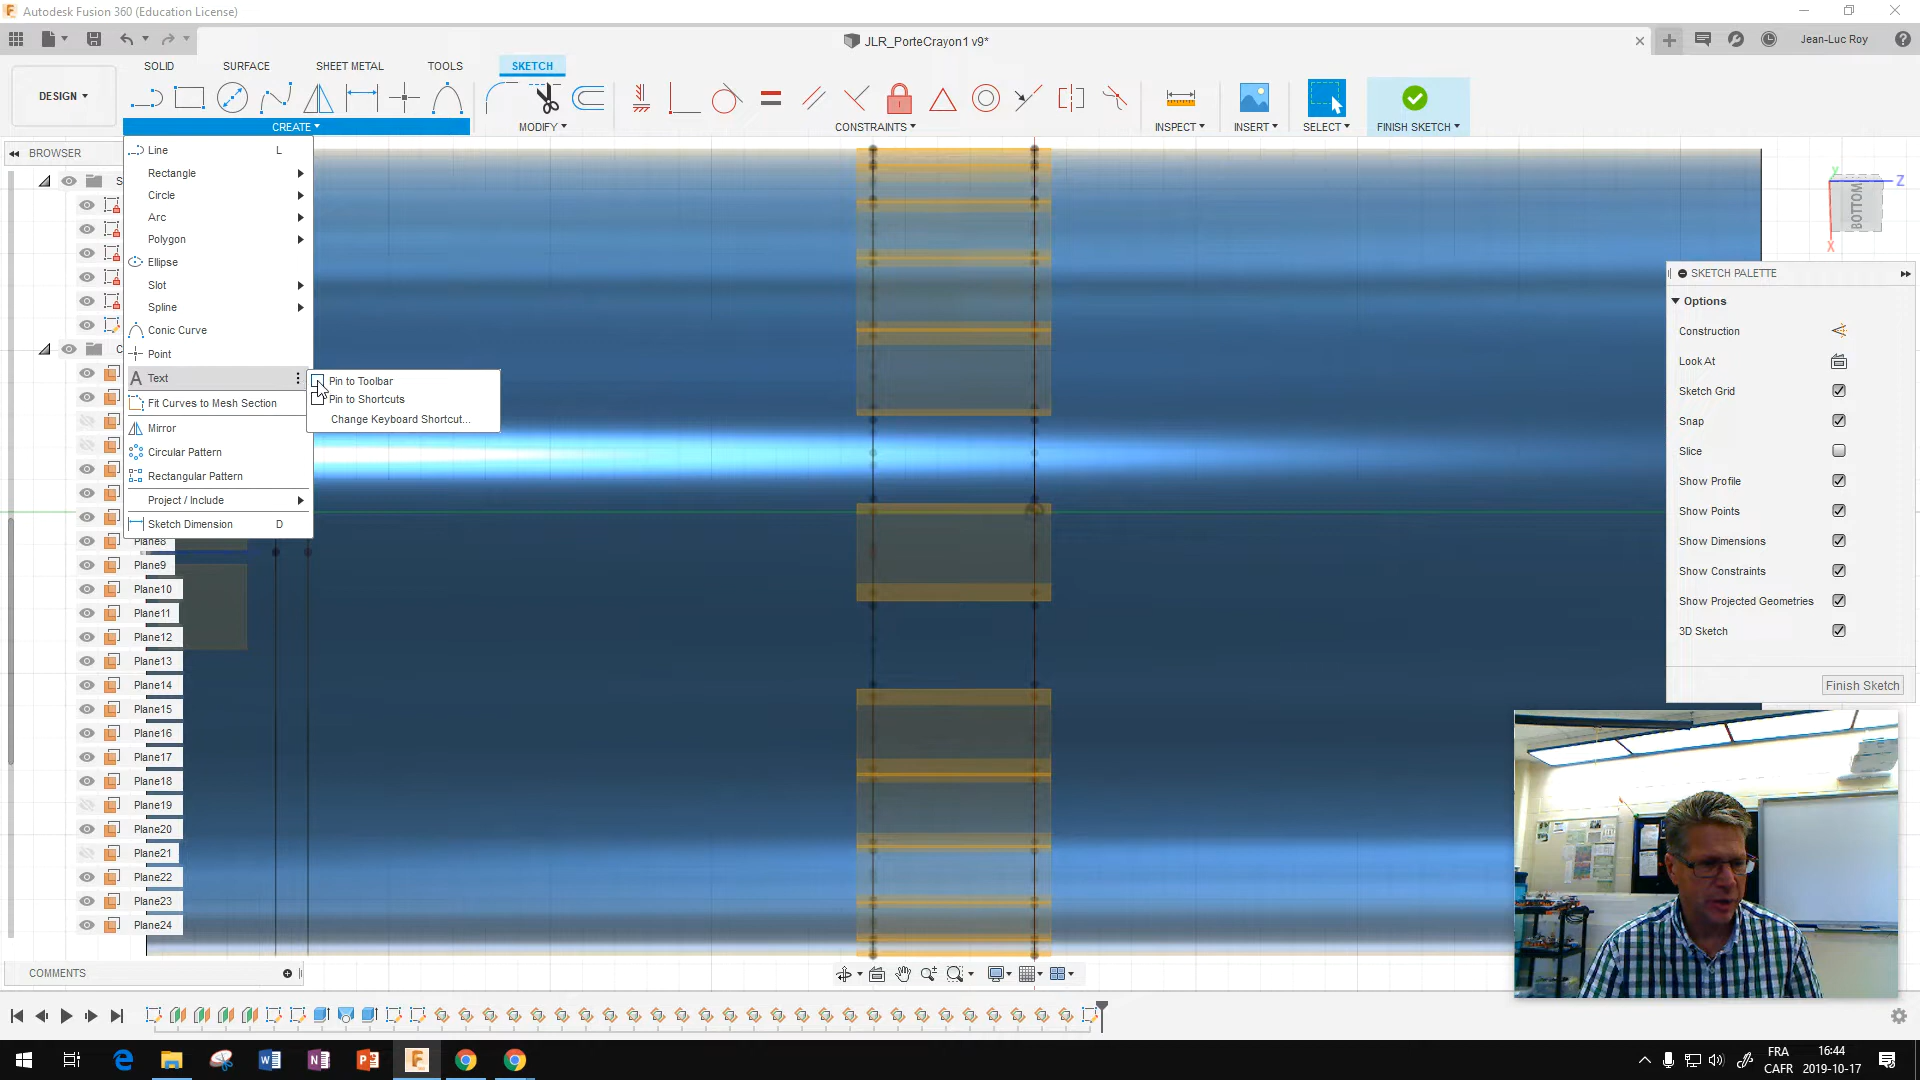 Autodesk Fusion 360 (Education License)
JLR_PorteCrayon1 v9*
Jean-Luc Roy
SOLID SURFACE SHEET METAL TOOLS SKETCH
DESIGN
CREATE MODIFY CONSTRAINTS INSPECT INSERT SELECT FINISH SKETCH
BROWSER
Line L
Rectangle
Circle
Arc
Polygon
Ellipse
Slot
Spline
Conic Curve
Point
Text
Fit Curves to Mesh Section
Mirror
Circular Pattern
Rectangular Pattern
Project / Include
Sketch Dimension D
Pin to Toolbar
Pin to Shortcuts
Change Keyboard Shortcut...
S
C
Plane8
Plane9
Plane10
Plane11
Plane12
Plane13
Plane14
Plane15
Plane16
Plane17
Plane18
Plane19
Plane20
Plane21
Plane22
Plane23
Plane24
COMMENTS
Y
Z
BOTTOM
X
SKETCH PALETTE
Options
Construction
Look At
Sketch Grid
Snap
Slice
Show Profile
Show Points
Show Dimensions
Show Constraints
Show Projected Geometries
3D Sketch
Finish Sketch
FRA
CAFR
16:44
2019-10-17